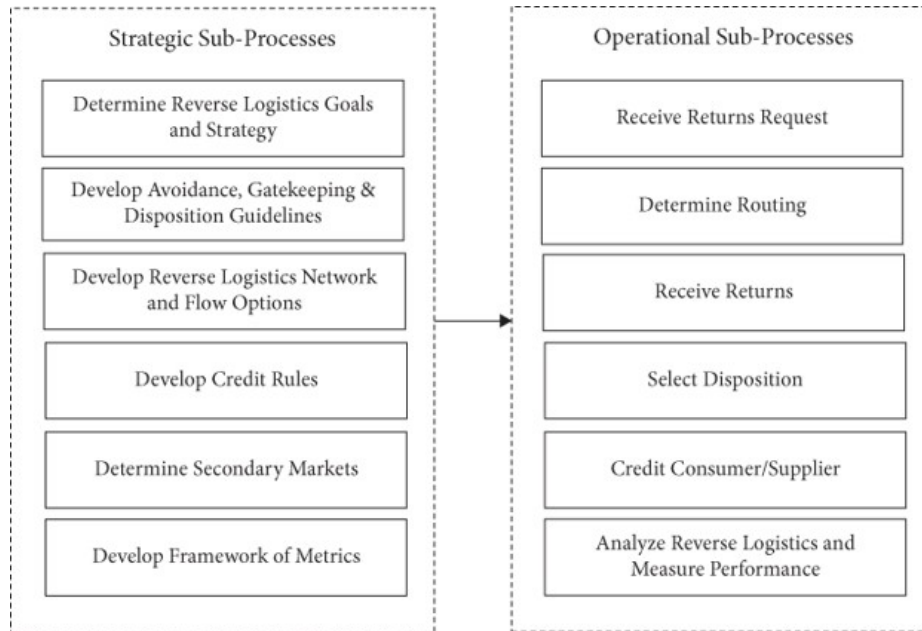 Strategic Sub-Processes
Determine Reverse Logistics Goals
and Strategy
Develop Avoidance, Gatekeeping &
Disposition Guidelines
Develop Reverse Logistics Network
and Flow Options
Develop Credit Rules
Determine Secondary Markets
Develop Framework of Metrics
Operational Sub-Processes
Receive Returns Request
Determine Routing
Receive Returns
Select Disposition
Credit Consumer/Supplier
Analyze Reverse Logistics and
Measure Performance